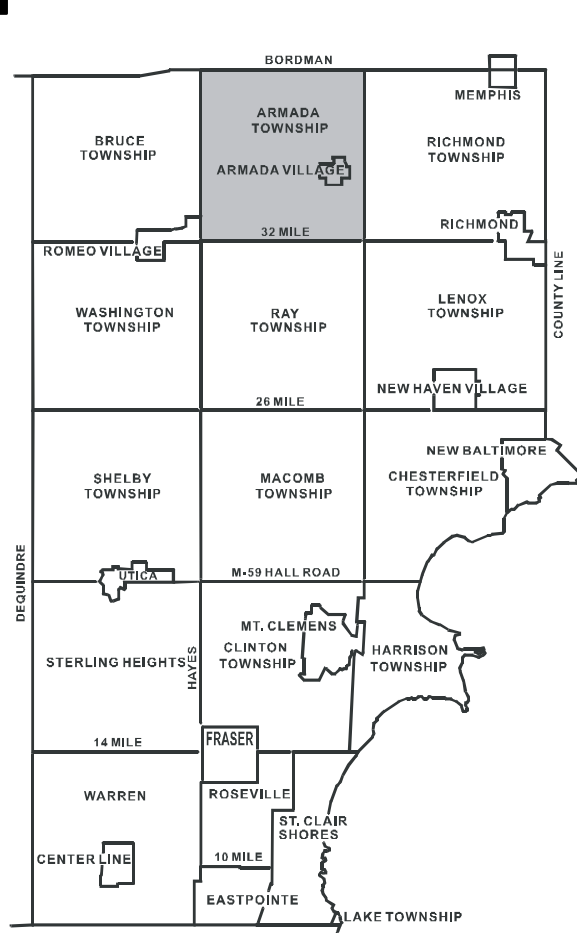 BORDMAN
MEMPHIS
ARMADA
TOWNSHIP
BRUCE
TOWNSHIP
RICHMOND
TOWNSHIP
ARMADA VILLAGE
RICHMOND
32 MILE
ROMEO VILLAGE
COUNTY LINE
WASHINGTON
TOWNSHIP
RAY
TOWNSHIP
LENOX
TOWNSHIP
NEW HAVEN VILLAGE
26 MILE
NEW BALTIMORE
SHELBY
TOWNSHIP
MACOMB
TOWNSHIP
CHESTERFIELD
TOWNSHIP
DEQUINDRE
UTICA
M-59 HALL ROAD
MT. CLEMENS
STERLING HEIGHTS
HAYES
CLINTON
TOWNSHIP
HARRISON
TOWNSHIP
14 MILE
FRASER
WARREN
ROSEVILLE
ST. CLAIR
SHORES
CENTER LINE
10 MILE
EASTPOINTE
LAKE TOWNSHIP